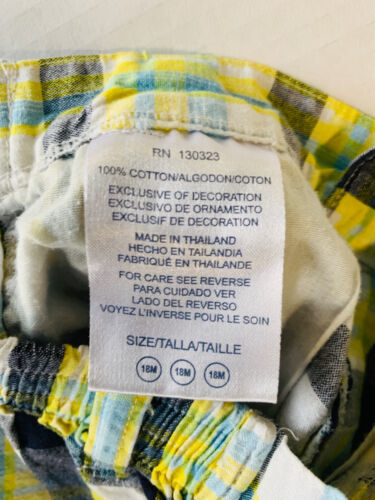 RN 130323
100% COTTON/ALGODON/COTON
EXCLUSIVE OF DECORATION
EXCLUSIVO DE ORNAMENTO
EXCLUSIF DE DECORATION
MADE IN THAILAND
HECHO EN TAILANDIA
FABRIQUÉ EN THAILANDE
FOR CARE SEE REVERSE
PARA CUIDADO VER
LADO DEL REVERSO
VOYEZ L'INVERSE POUR LE SOIN
SIZE/TALLA/TAILLE
18M 18M 18M